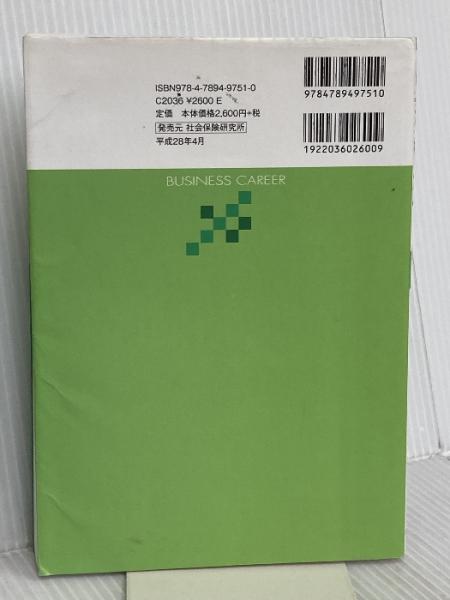 ISBN978-4-7894-9751-0
C2036 ¥2600 E
定価 本体価格2,600円+税
発売元 社会保険研究所
平成28年4月
9784789497510
1922036026009
BUSINESS CAREER